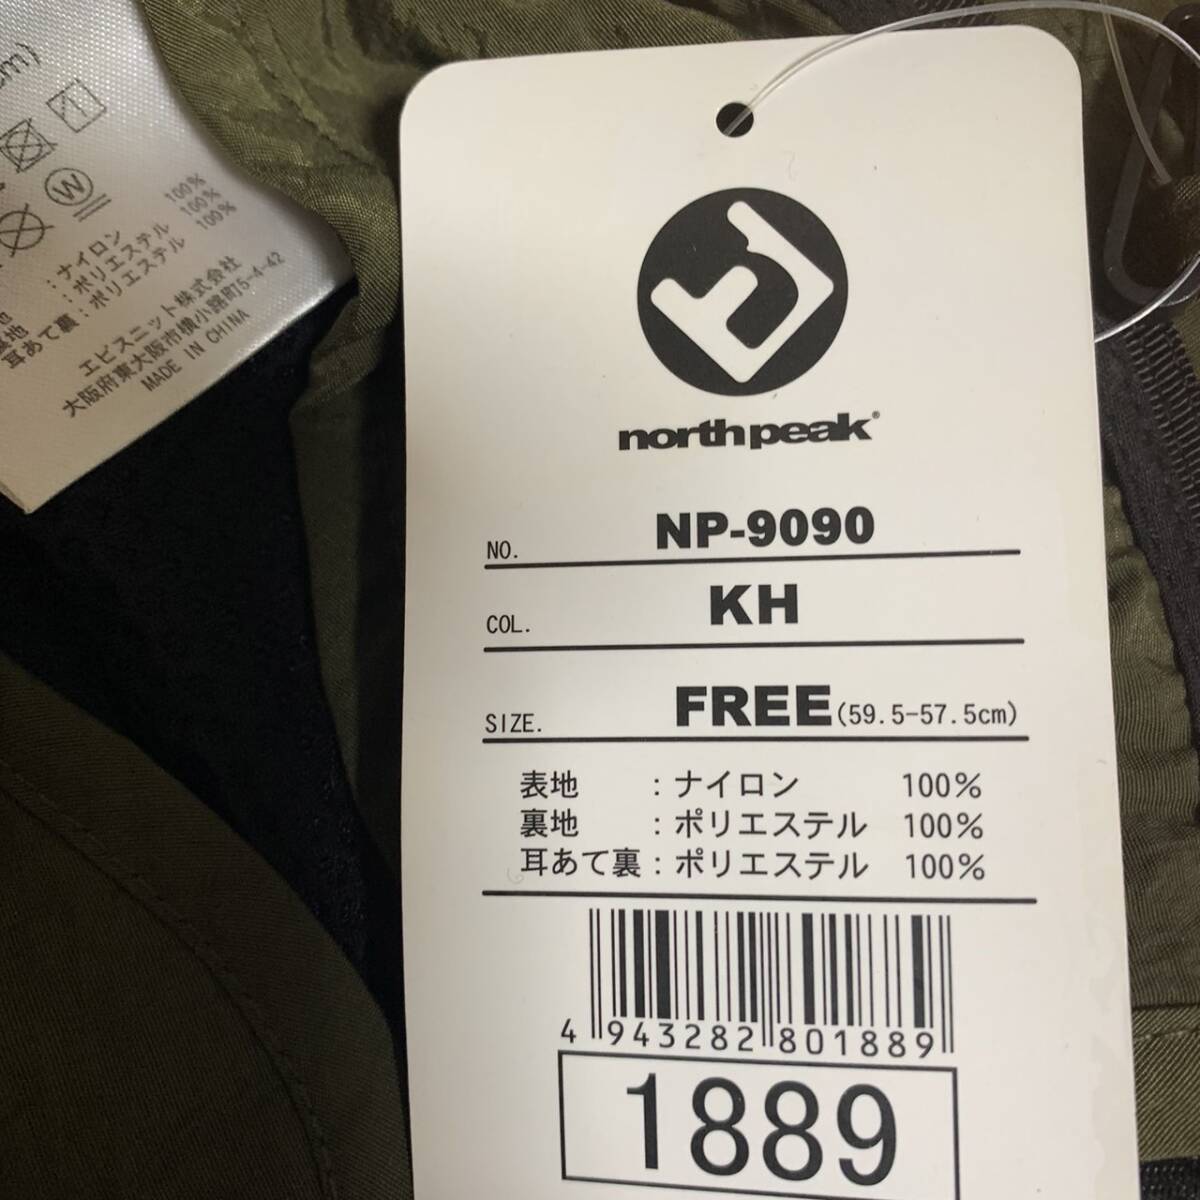 cm)
W
: ナイロン 100%
: ポリエステル 100%
耳あて裏 : ポリエステル 100%
エビスニット株式会社
大阪府東大阪市横小路町5-4-42
MADE IN CHINA
north peak®
NO. NP-9090
COL. KH
SIZE. FREE (59.5-57.5cm)
表地 : ナイロン 100%
裏地 : ポリエステル 100%
耳あて裏 : ポリエステル 100%
4 943282 801889
1889